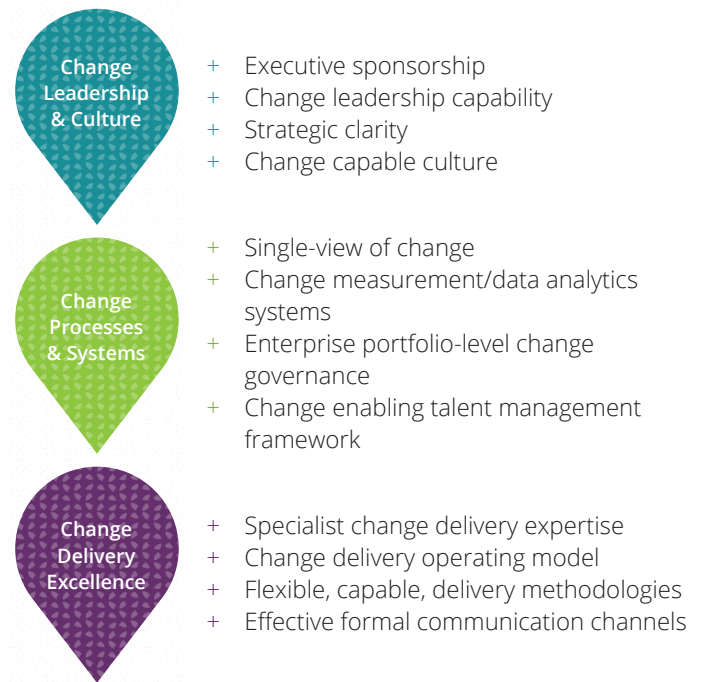 Change
Leadership
& Culture
+ Executive sponsorship
+ Change leadership capability
+ Strategic clarity
+ Change capable culture
Change
Processes
& Systems
+ Single-view of change
+ Change measurement/data analytics
systems
+ Enterprise portfolio-level change
governance
+ Change enabling talent management
framework
Change
Delivery
Excellence
+ Specialist change delivery expertise
+ Change delivery operating model
+ Flexible, capable, delivery methodologies
+ Effective formal communication channels